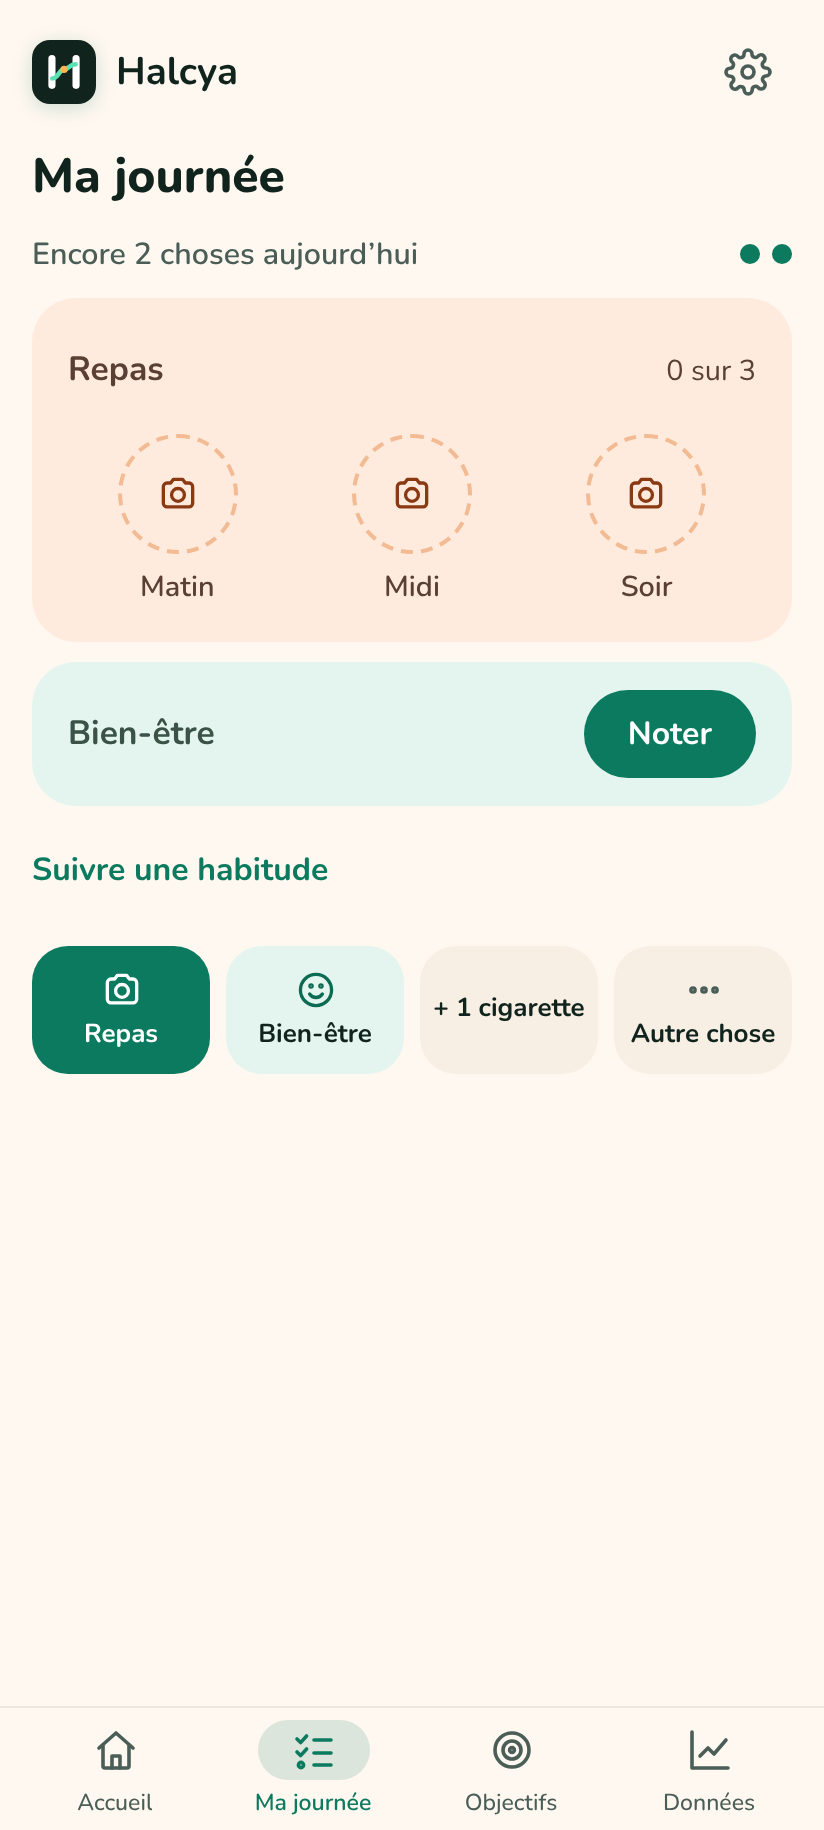 Halcya
Ma journée
Encore 2 choses aujourd’hui
Repas
0 sur 3
Matin
Midi
Soir
Bien-être
Noter
Suivre une habitude
Repas
Bien-être
+ 1 cigarette
Autre chose
Accueil
Ma journée
Objectifs
Données